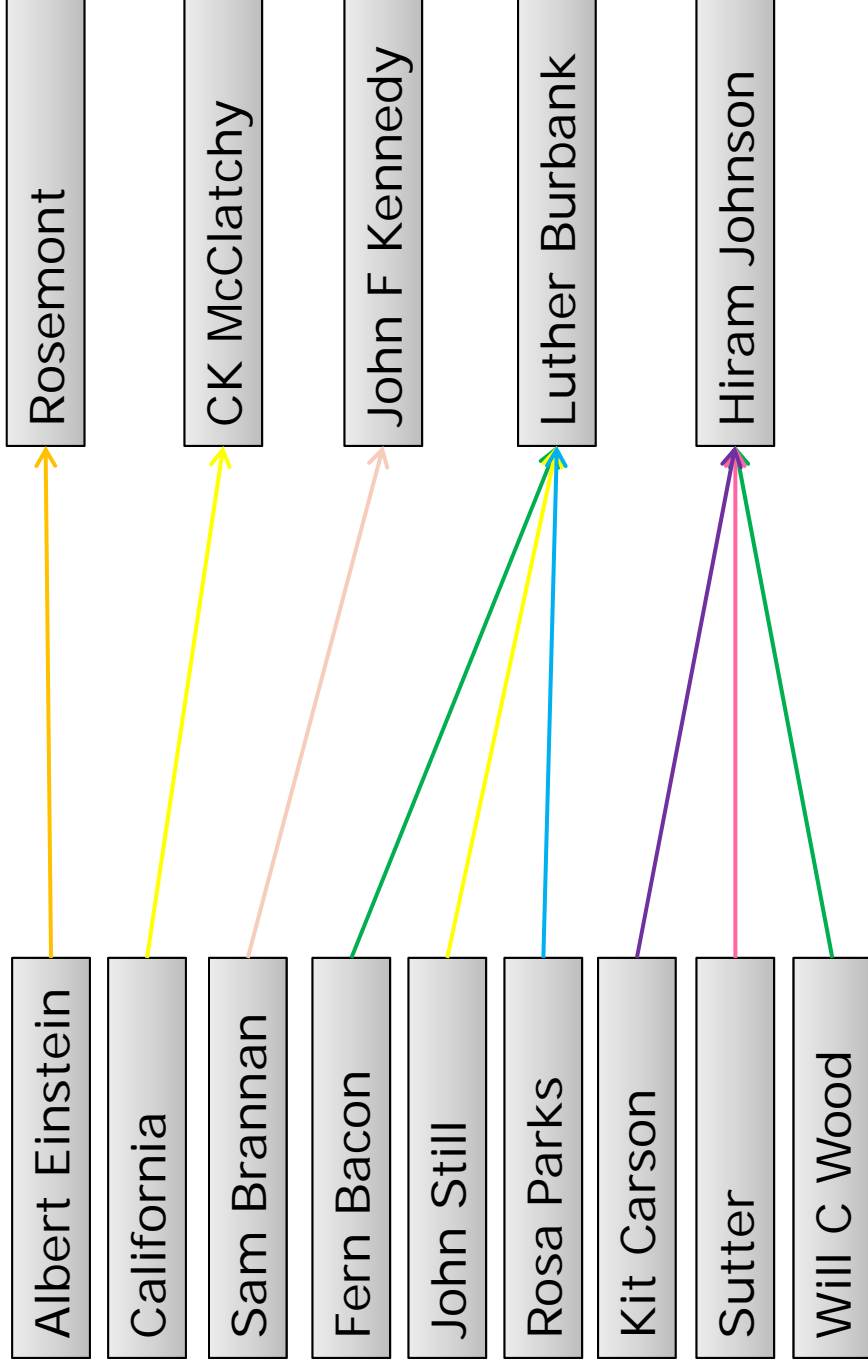 Albert Einstein
California
Sam Brannan
Fern Bacon
John Still
Rosa Parks
Kit Carson
Sutter
Will C Wood
Rosemont
CK McClatchy
John F Kennedy
Luther Burbank
Hiram Johnson